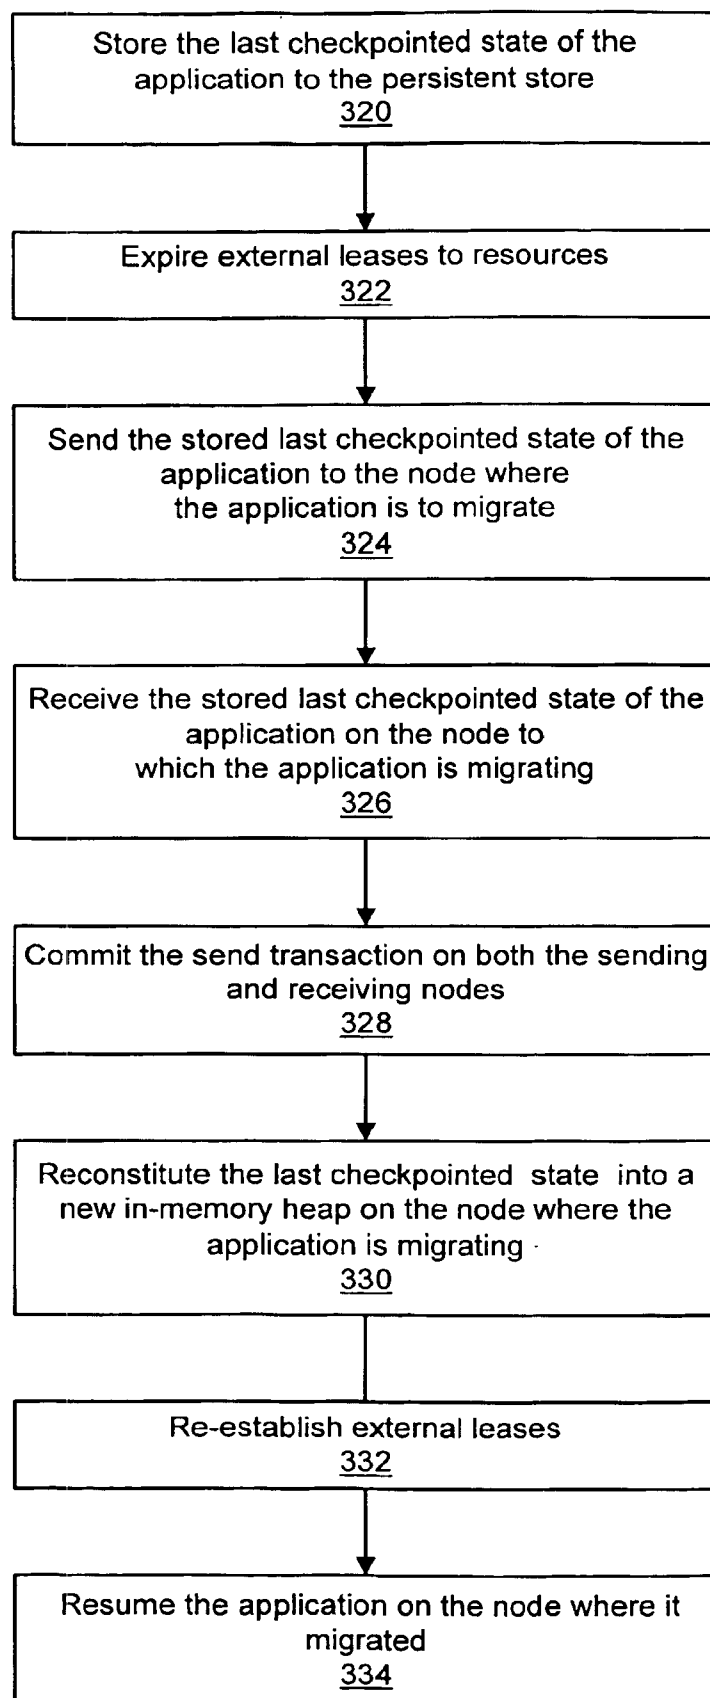 Store the last checkpointed state of the
application to the persistent store
320
Expire external leases to resources
322
Send the stored last checkpointed state of the
application to the node where
the application is to migrate
324
Receive the stored last checkpointed state of the
application on the node to
which the application is migrating
326
Commit the send transaction on both the sending
and receiving nodes
328
Reconstitute the last checkpointed state into a
new in-memory heap on the node where the
application is migrating
330
Re-establish external leases
332
Resume the application on the node where it
migrated
334